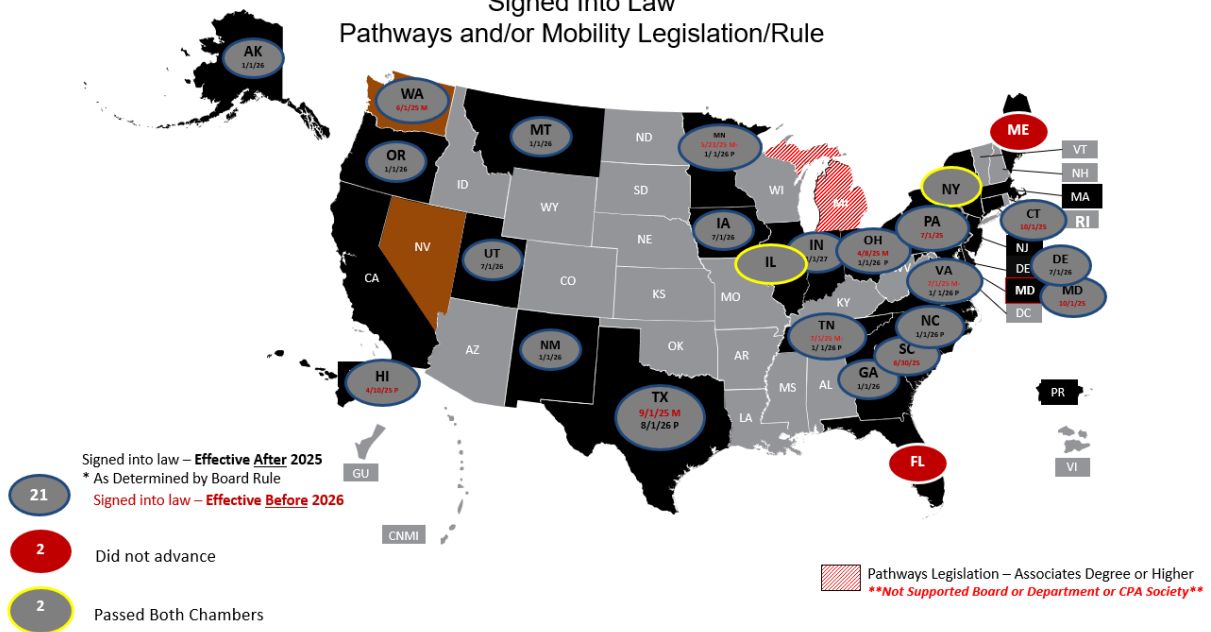 Signed Into Law
Pathways and/or Mobility Legislation/Rule
AK
1/1/26
WA
6/1/25 M
MT
1/1/26
ND
MN
5/23/25 M-
1/ 1/26 P
ME
VT
NH
MA
OR
1/1/26
ID
SD
WI
MI
NY
WY
IA
7/1/26
PA
7/1/25
CT
10/1/25
RI
NV
UT
7/1/26
NE
IL
IN
1/1/27
OH
4/8/25 M
1/1/26 P
NJ
DE
DE
7/1/26
CA
CO
KS
MO
WV
VA
7/1/25 M-
1/ 1/26 P
MD
MD
10/1/25
KY
DC
AZ
NM
1/1/26
OK
AR
TN
7/1/25 M-
1/ 1/26 P
NC
1/1/26 P
SC
6/30/25
HI
4/10/25 P
TX
9/1/25 M
8/1/26 P
LA
MS
AL
GA
1/1/26
PR
FL
GU
VI
CNMI
Signed into law – Effective After 2025
* As Determined by Board Rule
21
Signed into law – Effective Before 2026
2
Did not advance
2
Passed Both Chambers
Pathways Legislation – Associates Degree or Higher
**Not Supported Board or Department or CPA Society**